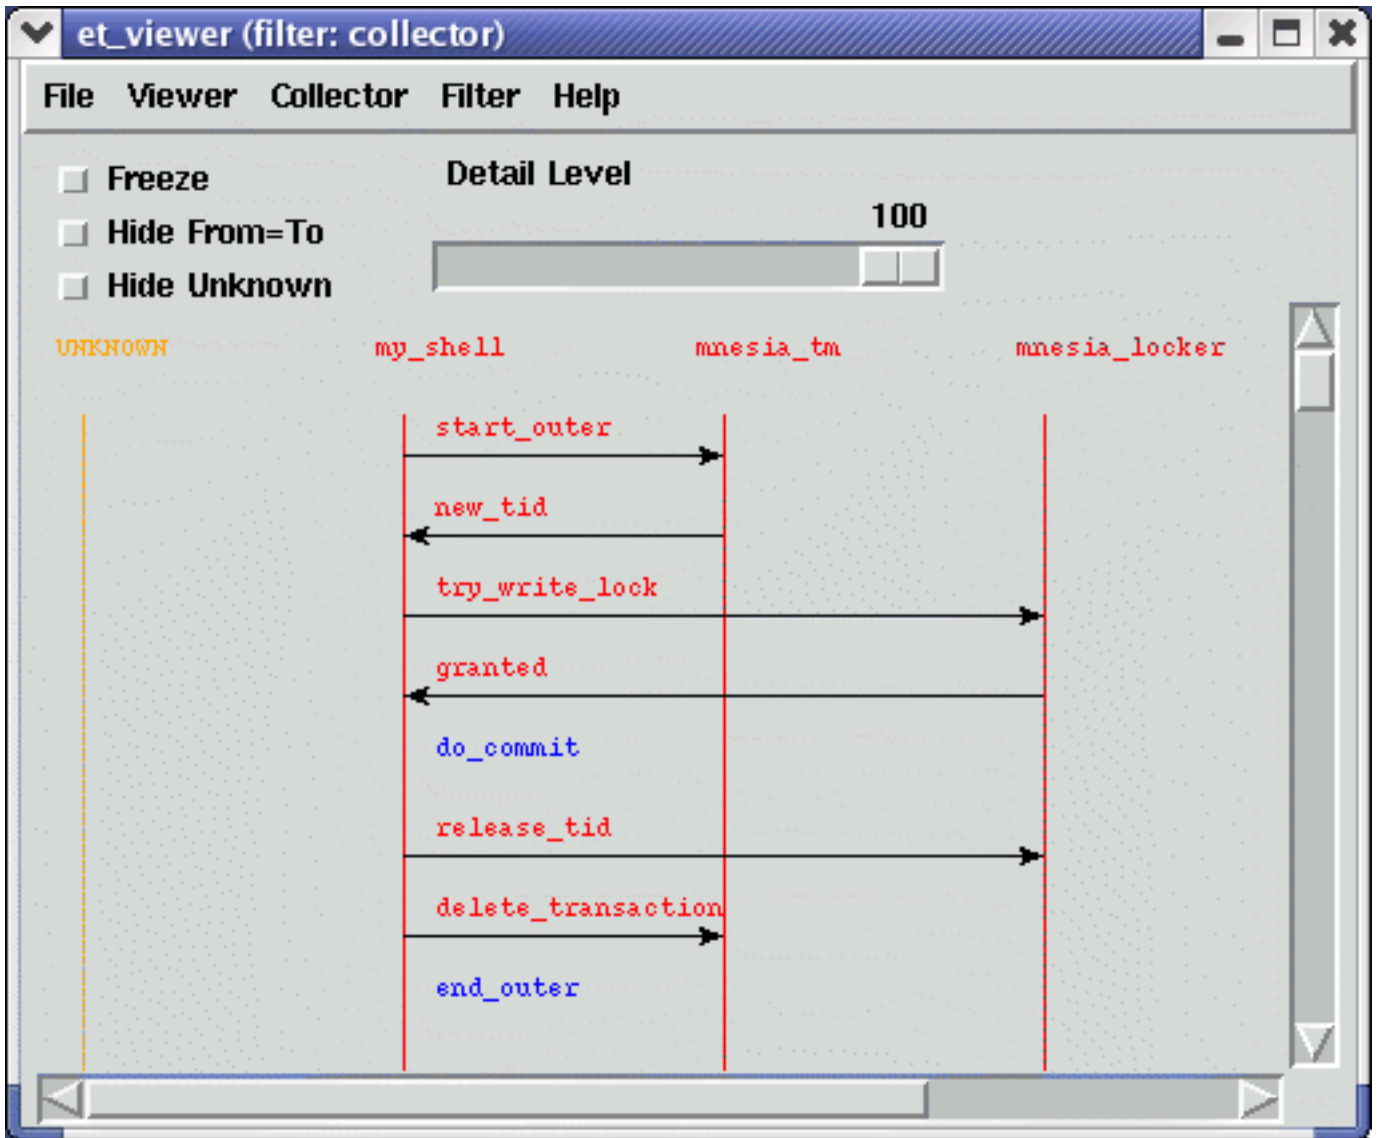 et_viewer (filter: collector)
File Viewer Collector Filter Help
Freeze
Detail Level
100
Hide From=To
Hide Unknown
UNKNOWN my_shell mnesia_tm mnesia_locker
start_outer
new_tid
try_write_lock
granted
do_commit
release_tid
delete_transaction
end_outer